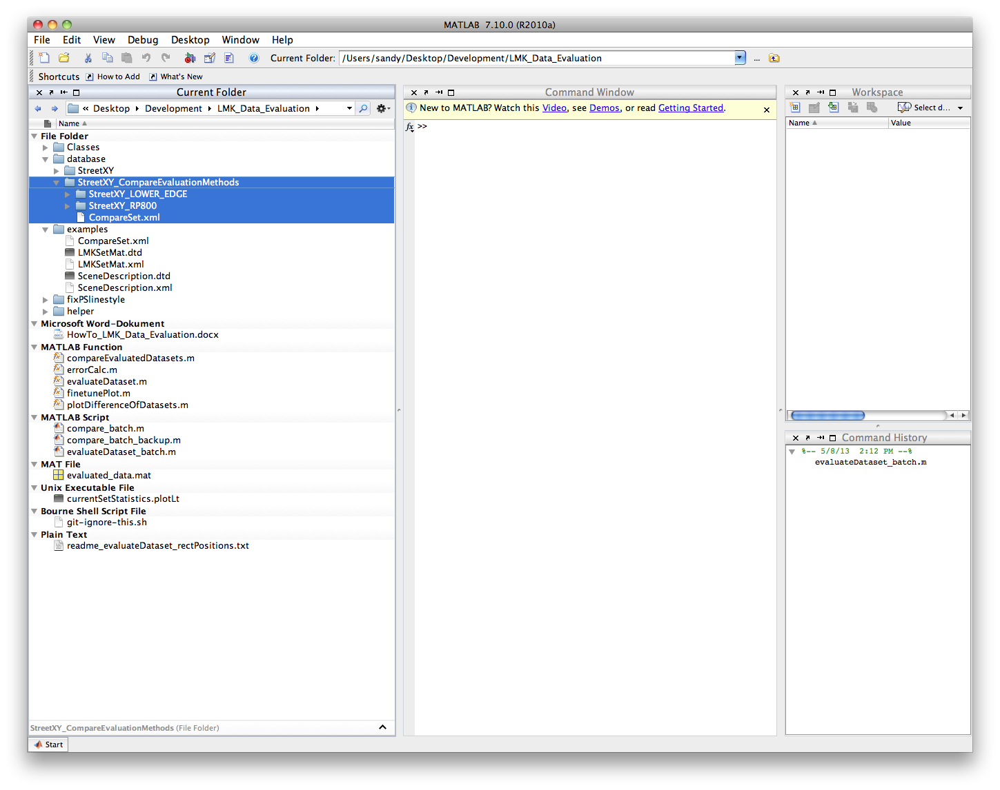 MATLAB 7.10.0 (R2010a)
File Edit View Debug Desktop Window Help
Current Folder: /Users/sandy/Desktop/Development/LMK_Data_Evaluation ...
Shortcuts How to Add What's New
Current Folder
« Desktop Development LMK_Data_Evaluation
Name
File Folder
Classes
database
StreetXY
StreetXY_CompareEvaluationMethods
StreetXY_LOWER_EDGE
StreetXY_RP800
CompareSet.xml
examples
CompareSet.xml
LMKSetMat.dtd
LMKSetMat.xml
SceneDescription.dtd
SceneDescription.xml
fixPSlinestyle
helper
Microsoft Word-Dokument
HowTo_LMK_Data_Evaluation.docx
MATLAB Function
compareEvaluatedDatasets.m
errorCalc.m
evaluateDataset.m
finetunePlot.m
plotDifferenceOfDatasets.m
MATLAB Script
compare_batch.m
compare_batch_backup.m
evaluateDataset_batch.m
MAT File
evaluated_data.mat
Unix Executable File
currentSetStatistics.plotLt
Bourne Shell Script File
git-ignore-this.sh
Plain Text
readme_evaluateDataset_rectPositions.txt
StreetXY_CompareEvaluationMethods (File Folder)
Start
Command Window
New to MATLAB? Watch this Video, see Demos, or read Getting Started.
fx >>
Workspace
Select d...
Name Value
Command History
%-- 5/8/13 2:12 PM --%
evaluateDataset_batch.m